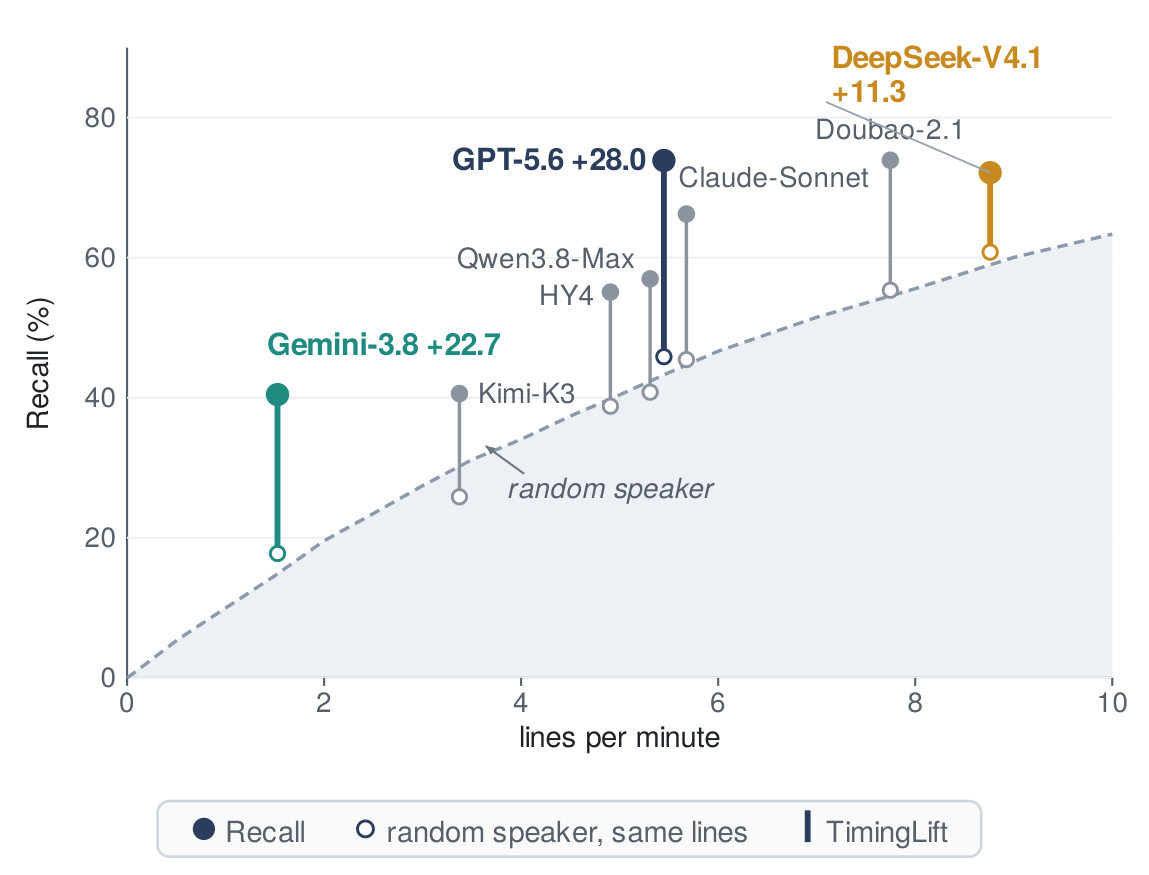 DeepSeek-V4.1
+11.3
80
Doubao-2.1
GPT-5.6 +28.0
Claude-Sonnet
60
Qwen3.8-Max
HY4
Recall (%)
Gemini-3.8 +22.7
40
Kimi-K3
random speaker
20
0
0 2 4 6 8 10
lines per minute
Recall random speaker, same lines TimingLift